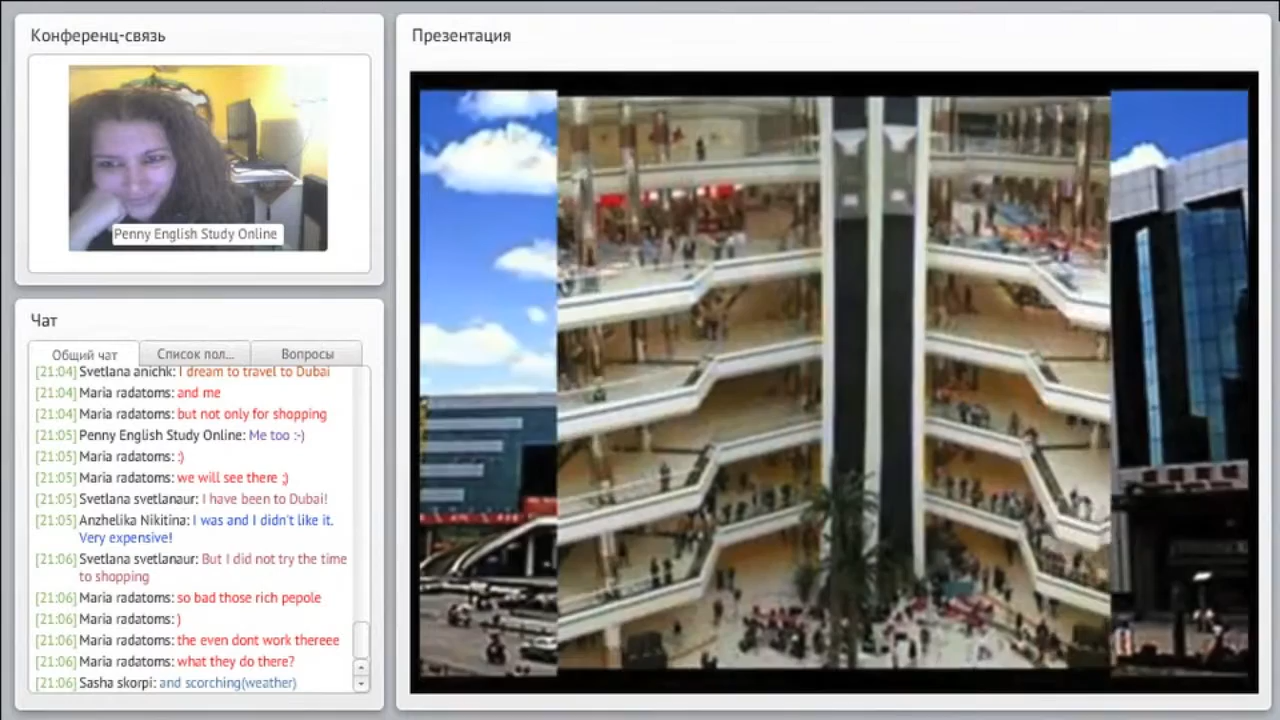 Конференц-связь
Penny English Study Online
Чат
Общий чат
Список пол...
Вопросы
[21:04] Svetlana anichk: I dream to travel to Dubai
[21:04] Maria radatoms: and me
[21:04] Maria radatoms: but not only for shopping
[21:05] Penny English Study Online: Me too :-)
[21:05] Maria radatoms: :)
[21:05] Maria radatoms: we will see there ;)
[21:05] Svetlana svetlanaur: I have been to Dubai!
[21:05] Anzhelika Nikitina: I was and I didn't like it.
Very expensive!
[21:06] Svetlana svetlanaur: But I did not try the time
to shopping
[21:06] Maria radatoms: so bad those rich pepole
[21:06] Maria radatoms: )
[21:06] Maria radatoms: the even dont work thereee
[21:06] Maria radatoms: what they do there?
[21:06] Sasha skorpi: and scorching(weather)
Презентация